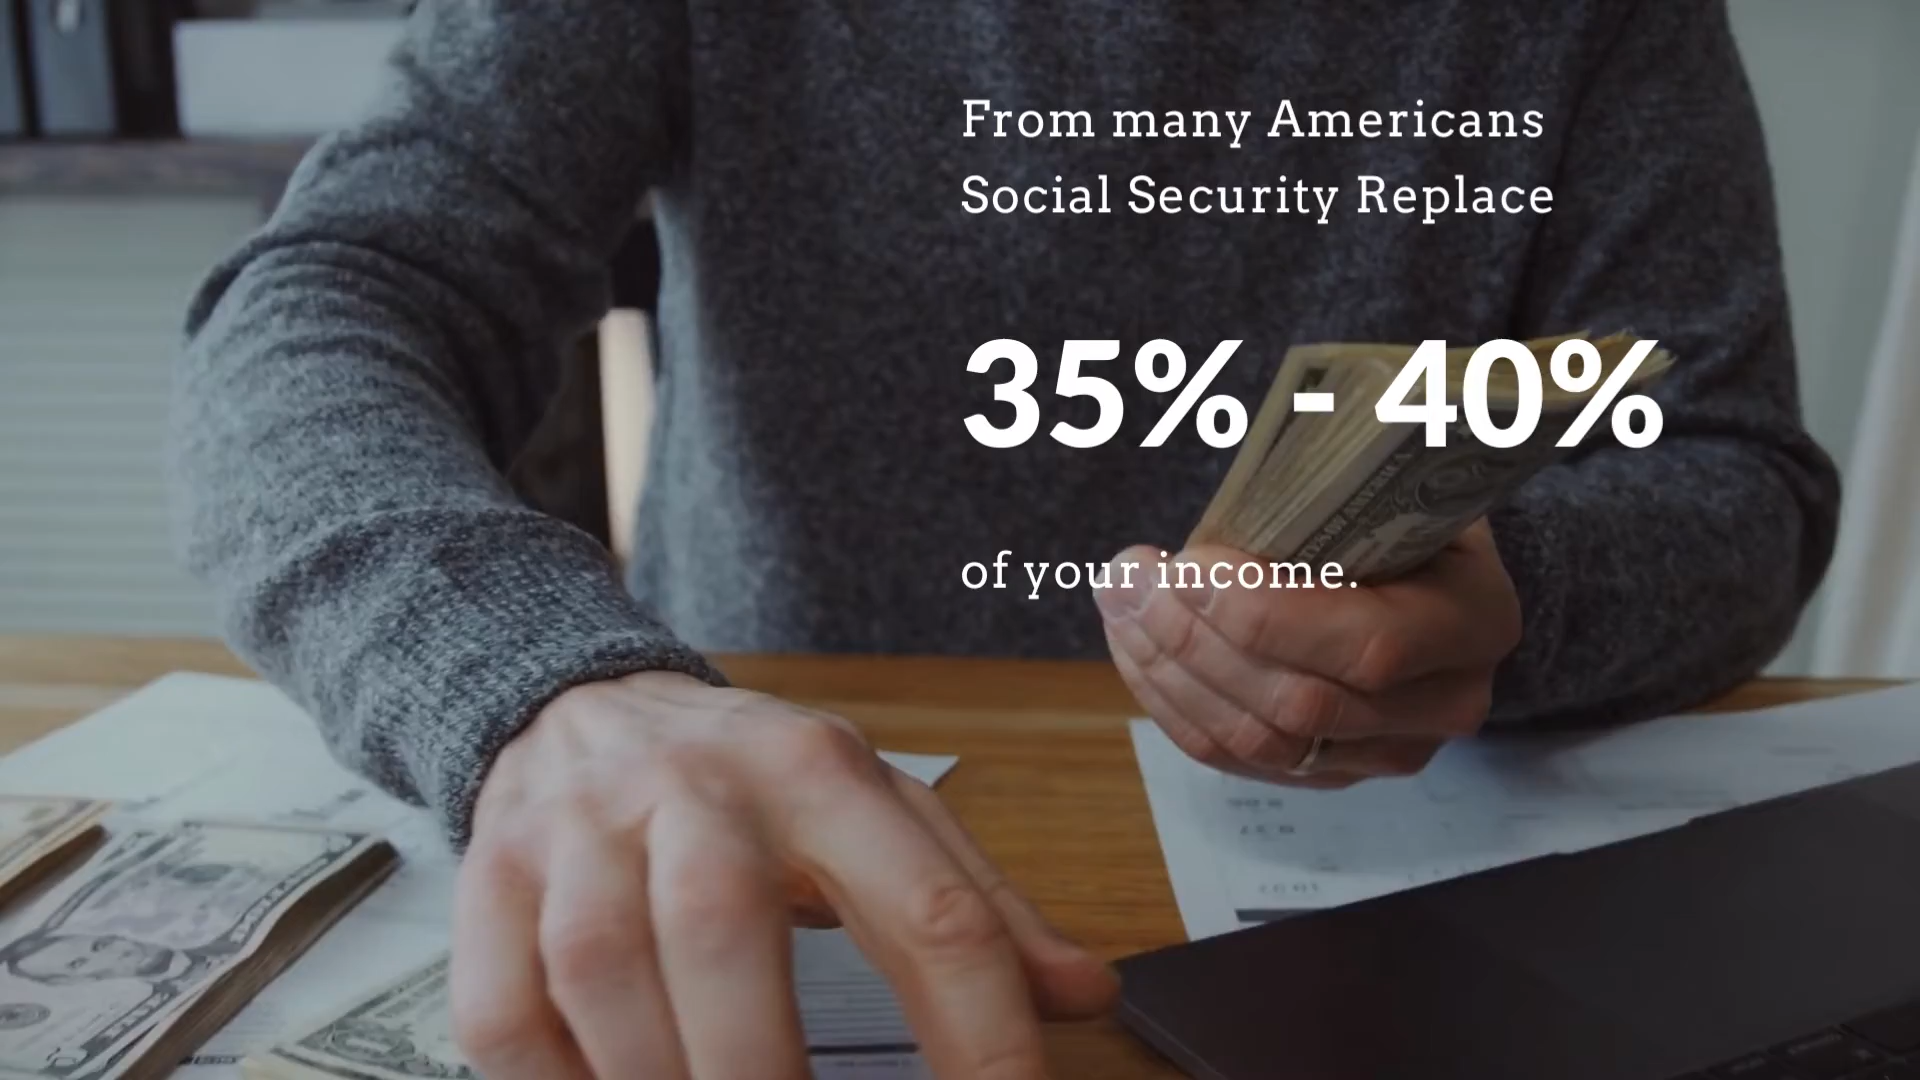 From many Americans
Social Security Replace
35% - 40%
of your income.